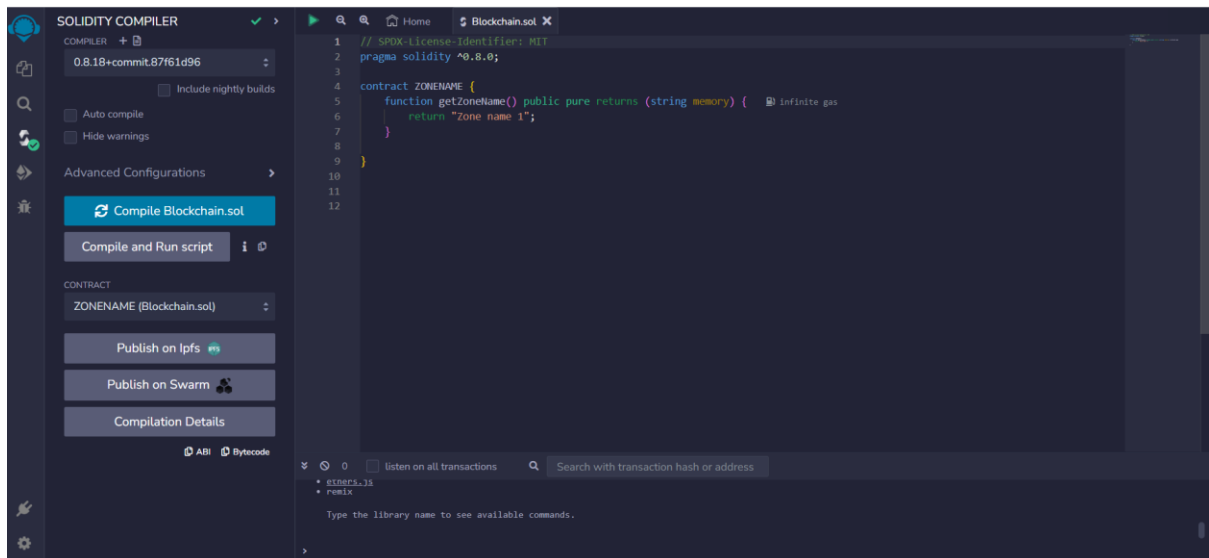 SOLIDITY COMPILER
COMPILER +
0.8.18+commit.87f61d96
Include nightly builds
Auto compile
Hide warnings
Advanced Configurations
Compile Blockchain.sol
Compile and Run script i
CONTRACT
ZONENAME (Blockchain.sol)
Publish on Ipfs
Publish on Swarm
Compilation Details
ABI Bytecode
Home Blockchain.sol
1 // SPDX-License-Identifier: MIT
2 pragma solidity ^0.8.0;
3
4 contract ZONENAME {
5 function getZoneName() public pure returns (string memory) { infinite gas
6 return "Zone name 1";
7 }
8
9 }
10
11
12
0 listen on all transactions Search with transaction hash or address
• ethers.js
• remix
Type the library name to see available commands.
>